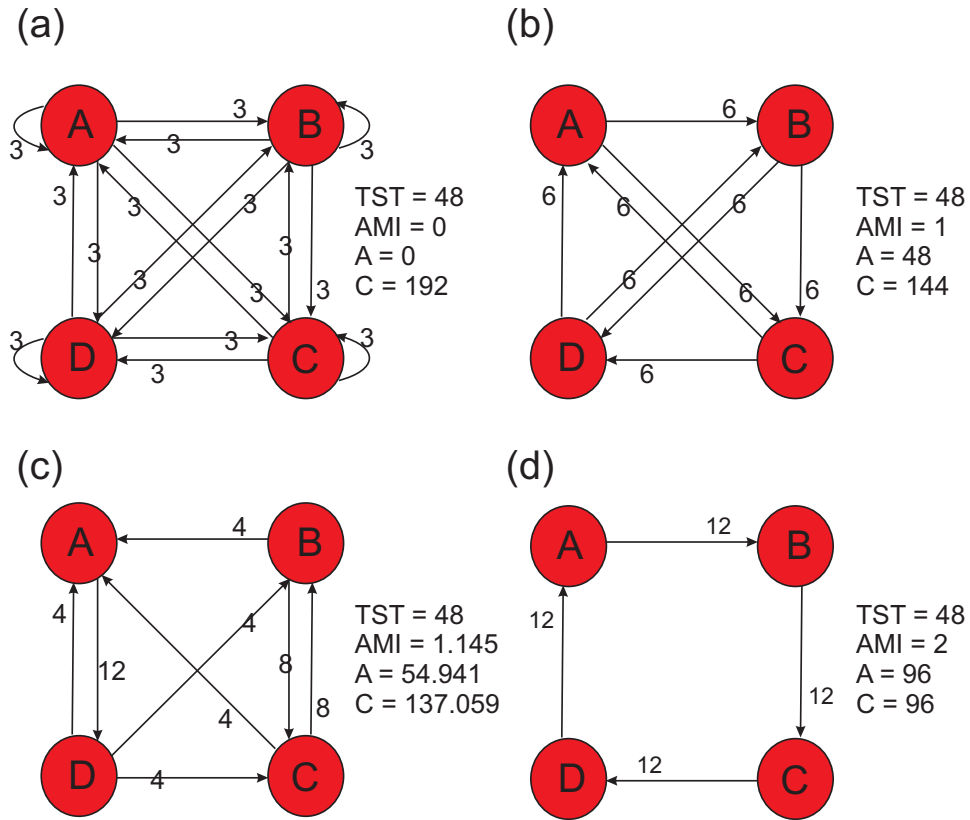 (a)
(b)
A
3
B
3
3
3
A
6
B
3
3
3
6
6
6
TST = 48
AMI = 0
A = 0
C = 192
TST = 48
AMI = 1
A = 48
C = 144
3
3
3
3
3
6
6
6
3
D
3
C
3
3
D
6
C
(c)
(d)
A
4
B
A
12
B
4
4
12
12
8
TST = 48
AMI = 1.145
A = 54.941
C = 137.059
TST = 48
AMI = 2
A = 96
C = 96
4
8
12
D
4
C
D
12
C